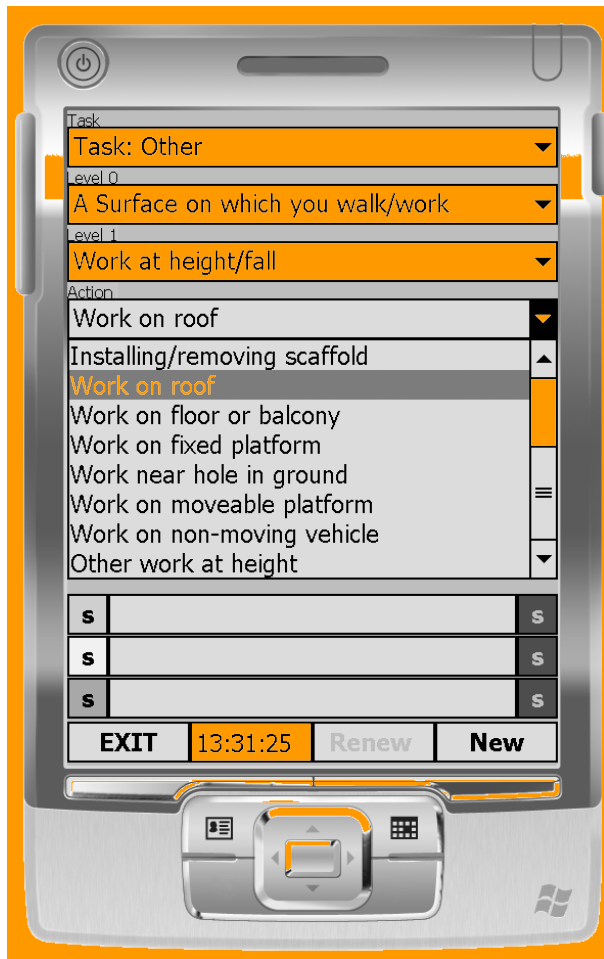 Task
Task: Other
Level 0
A Surface on which you walk/work
Level 1
Work at height/fall
Action
Work on roof
Installing/removing scaffold
Work on roof
Work on floor or balcony
Work on fixed platform
Work near hole in ground
Work on moveable platform
Work on non-moving vehicle
Other work at height
s s
s s
s s
EXIT 13:31:25 Renew New